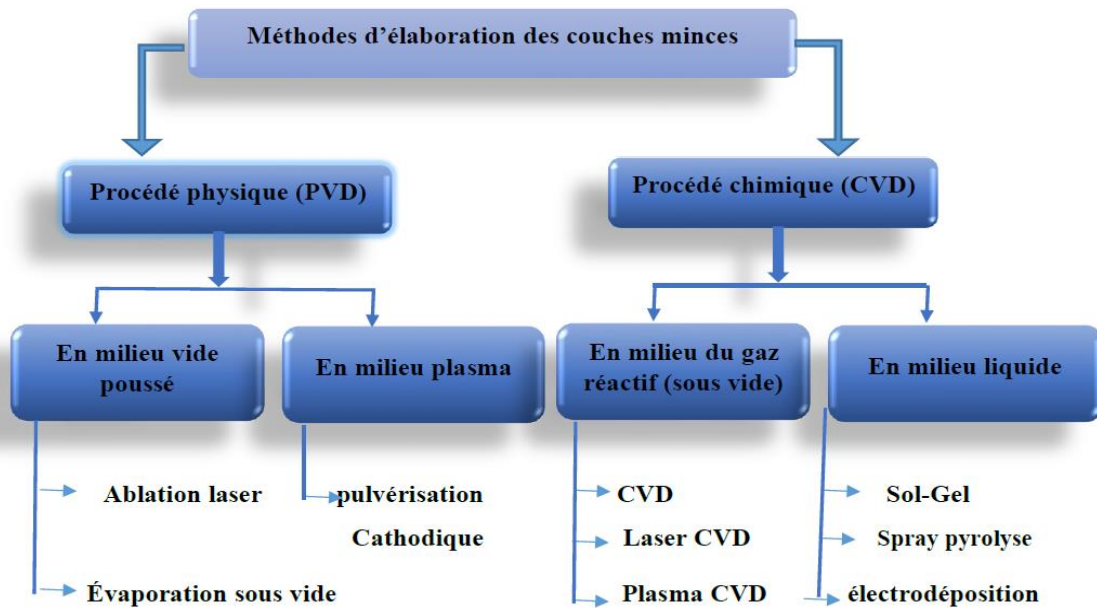 Méthodes d’élaboration des couches minces
Procédé physique (PVD)
Procédé chimique (CVD)
En milieu vide
poussé
En milieu plasma
En milieu du gaz
réactif (sous vide)
En milieu liquide
Ablation laser
Évaporation sous vide
pulvérisation
Cathodique
CVD
Laser CVD
Plasma CVD
Sol-Gel
Spray pyrolyse
électrodéposition